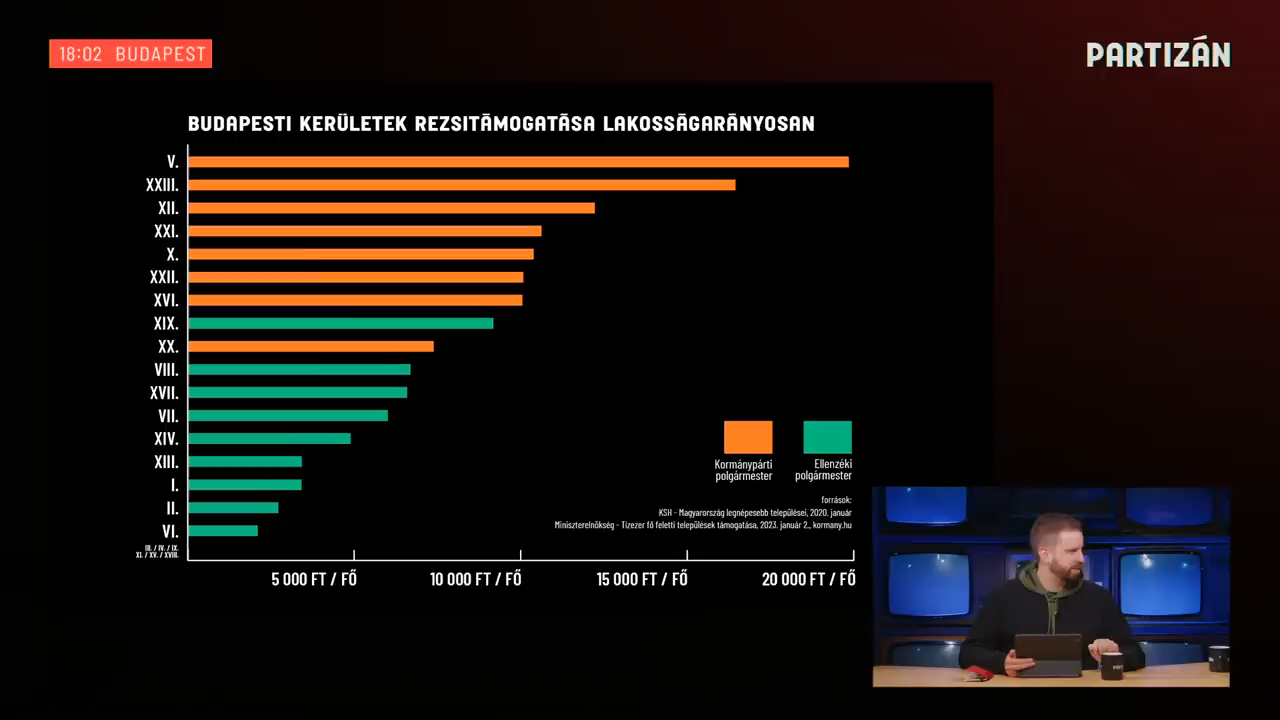 18:02 BUDAPEST
PARTIZÁN
BUDAPESTI KERÜLETEK REZSITÁMOGATÁSA LAKOSSÁGARÁNYOSAN
V.
XXIII.
XII.
XXI.
X.
XXII.
XVI.
XIX.
XX.
VIII.
XVII.
VII.
XIV.
XIII.
I.
II.
VI.
III. / IV. / IX.
XI. / XV. / XVIII.
5 000 FT / FŐ
10 000 FT / FŐ
15 000 FT / FŐ
20 000 FT / FŐ
Kormánypárti
polgármester
Ellenzéki
polgármester
források:
KSH - Magyarország legnépesebb települései, 2020. január
Miniszterelnökség - Tízezer fő feletti települések támogatása, 2023. január 2., kormany.hu